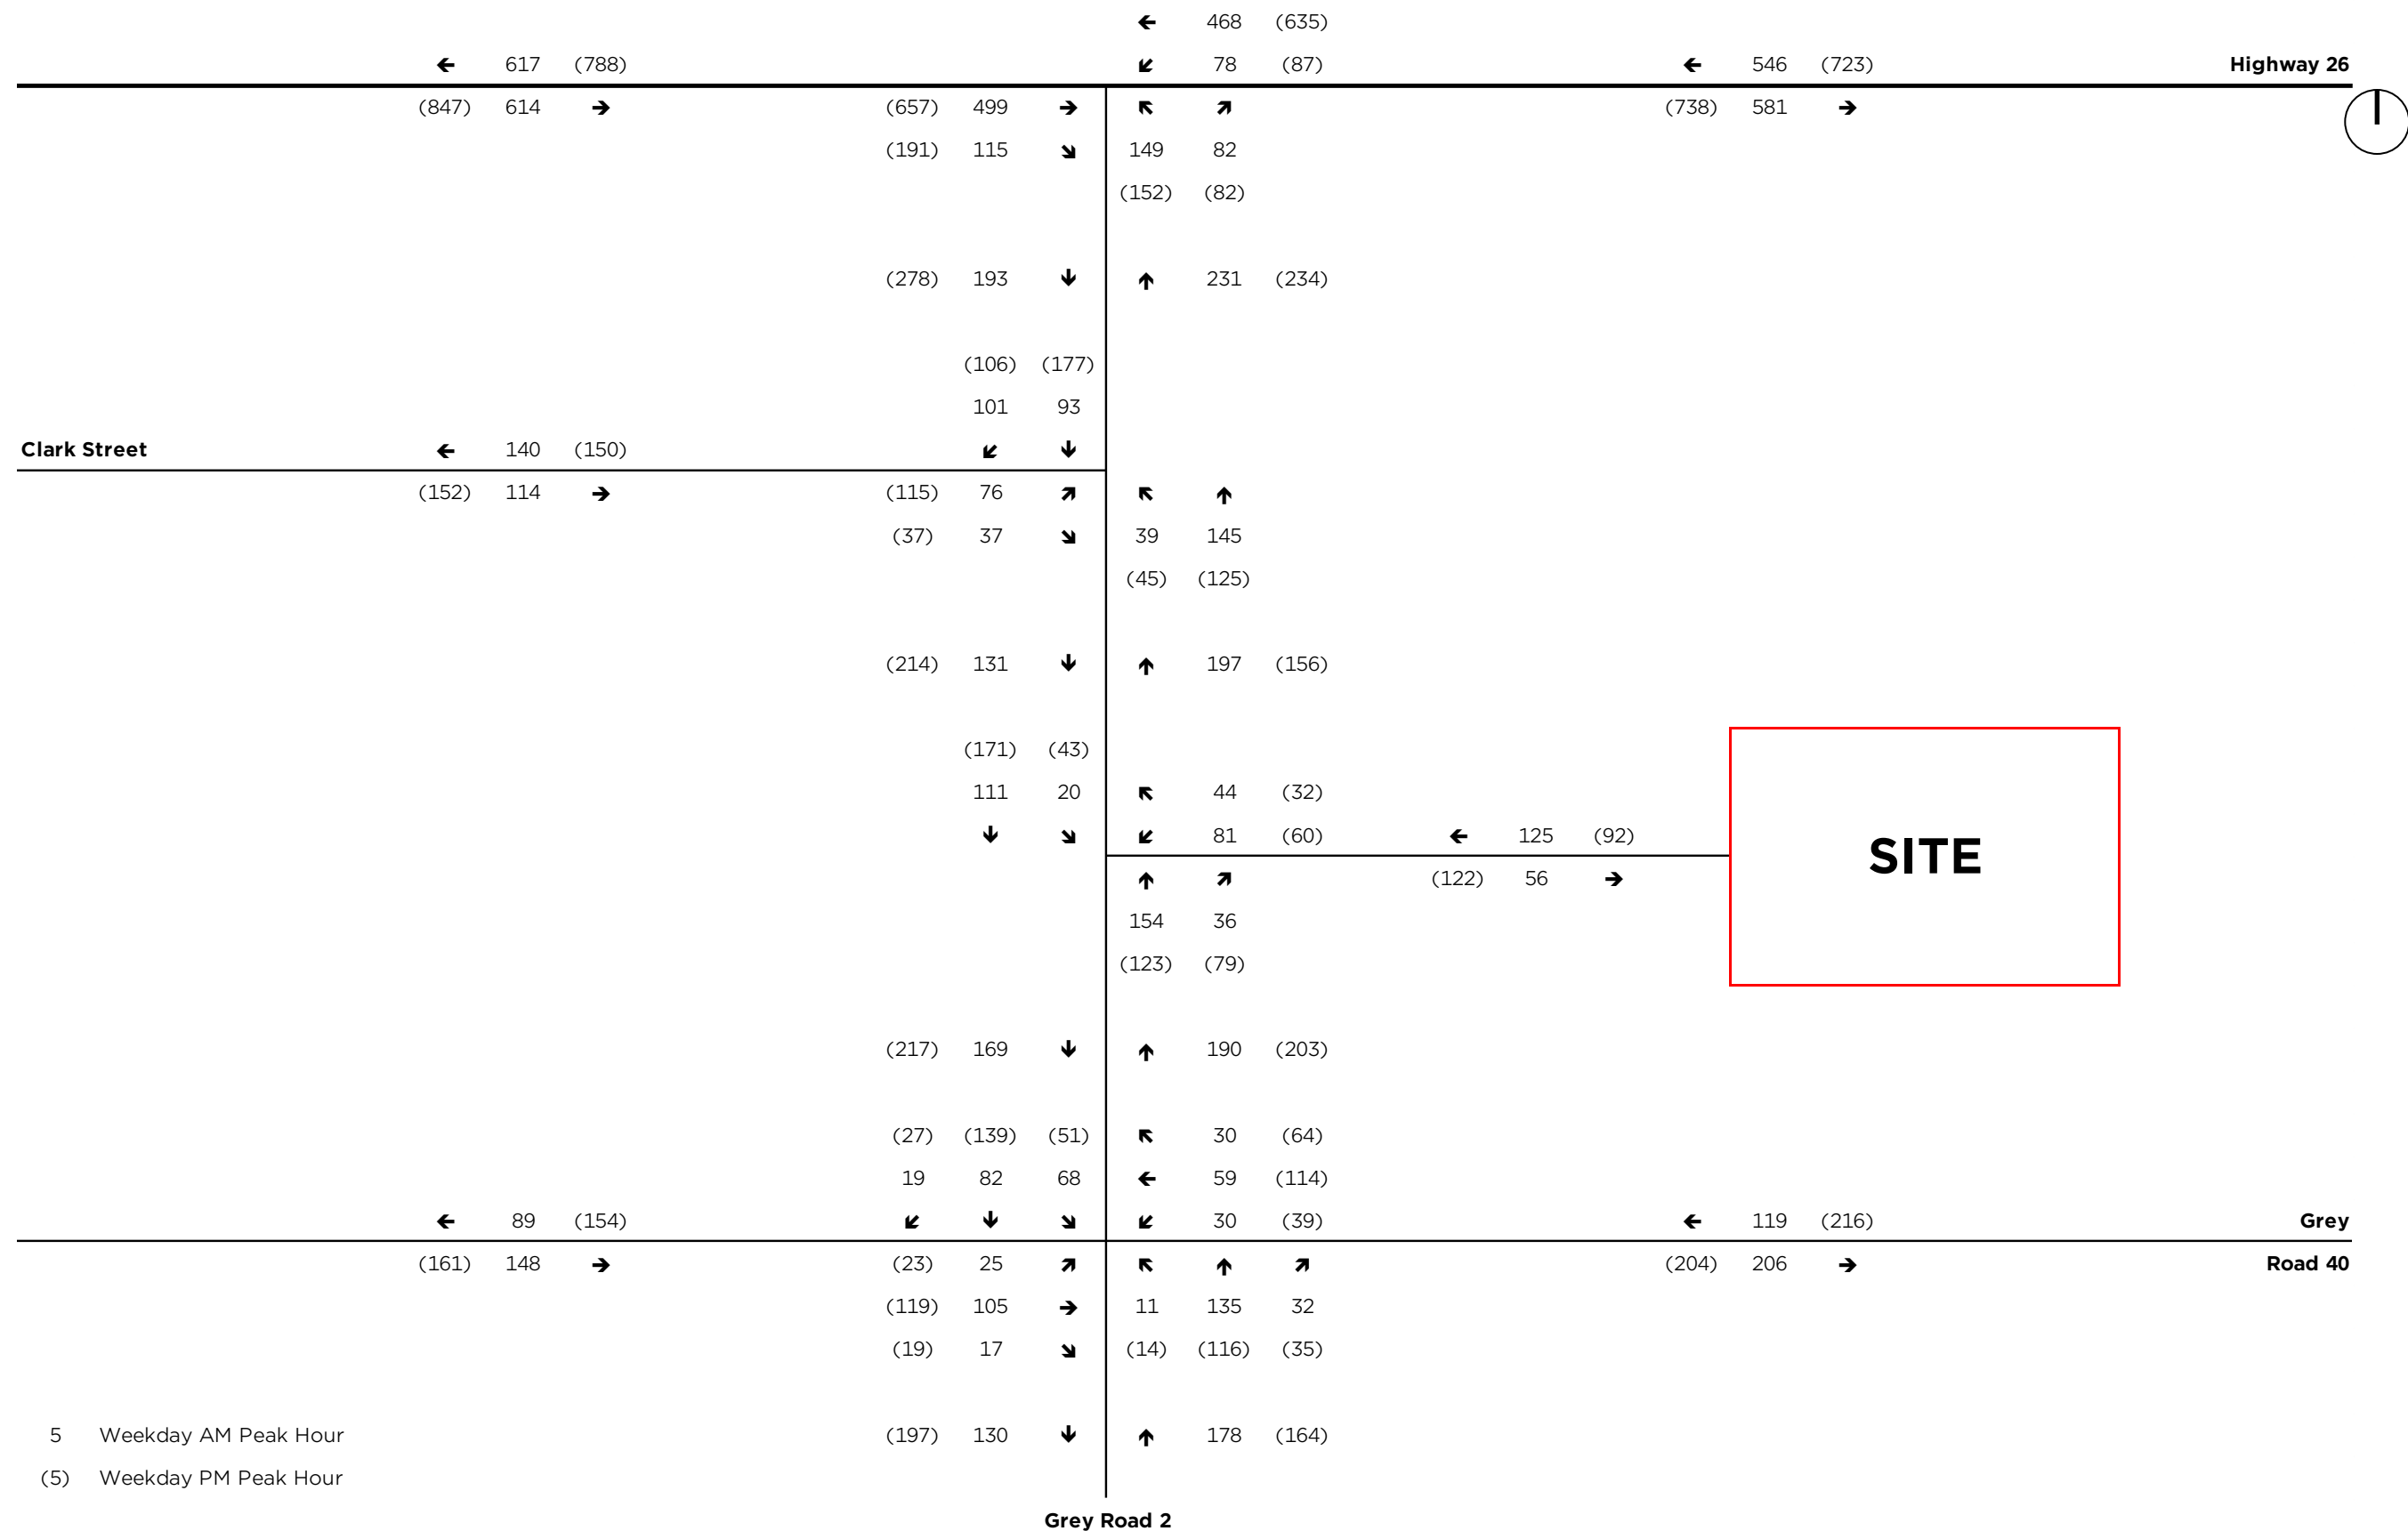 ← 468 (635)
← 617 (788) ↙ 78 (87) ← 546 (723) Highway 26
(847) 614 → (657) 499 → ↖ ↗ (738) 581 →
(191) 115 ↘ 149 82
(152) (82)
(278) 193 ↓ ↑ 231 (234)
(106) (177)
101 93
Clark Street ← 140 (150) ↙ ↓
(152) 114 → (115) 76 ↗ ↖ ↑
(37) 37 ↘ 39 145
(45) (125)
(214) 131 ↓ ↑ 197 (156)
(171) (43)
111 20 ↖ 44 (32)
↓ ↘ ↙ 81 (60) ← 125 (92)
SITE
↑ ↗ (122) 56 →
154 36
(123) (79)
(217) 169 ↓ ↑ 190 (203)
(27) (139) (51) ↖ 30 (64)
19 82 68 ← 59 (114)
← 89 (154) ↙ ↓ ↘ ↙ 30 (39) ← 119 (216) Grey
(161) 148 → (23) 25 ↗ ↖ ↑ ↗ (204) 206 → Road 40
(119) 105 → 11 135 32
(19) 17 ↘ (14) (116) (35)
5 Weekday AM Peak Hour (197) 130 ↓ ↑ 178 (164)
(5) Weekday PM Peak Hour
Grey Road 2